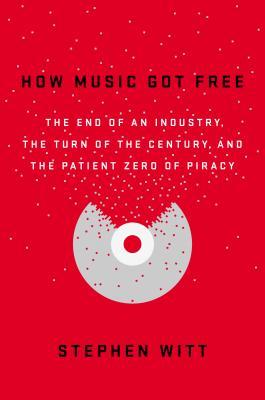 HOW MUSIC GOT FREE
THE END OF AN INDUSTRY,
THE TURN OF THE CENTURY, AND
THE PATIENT ZERO OF PIRACY
STEPHEN WITT